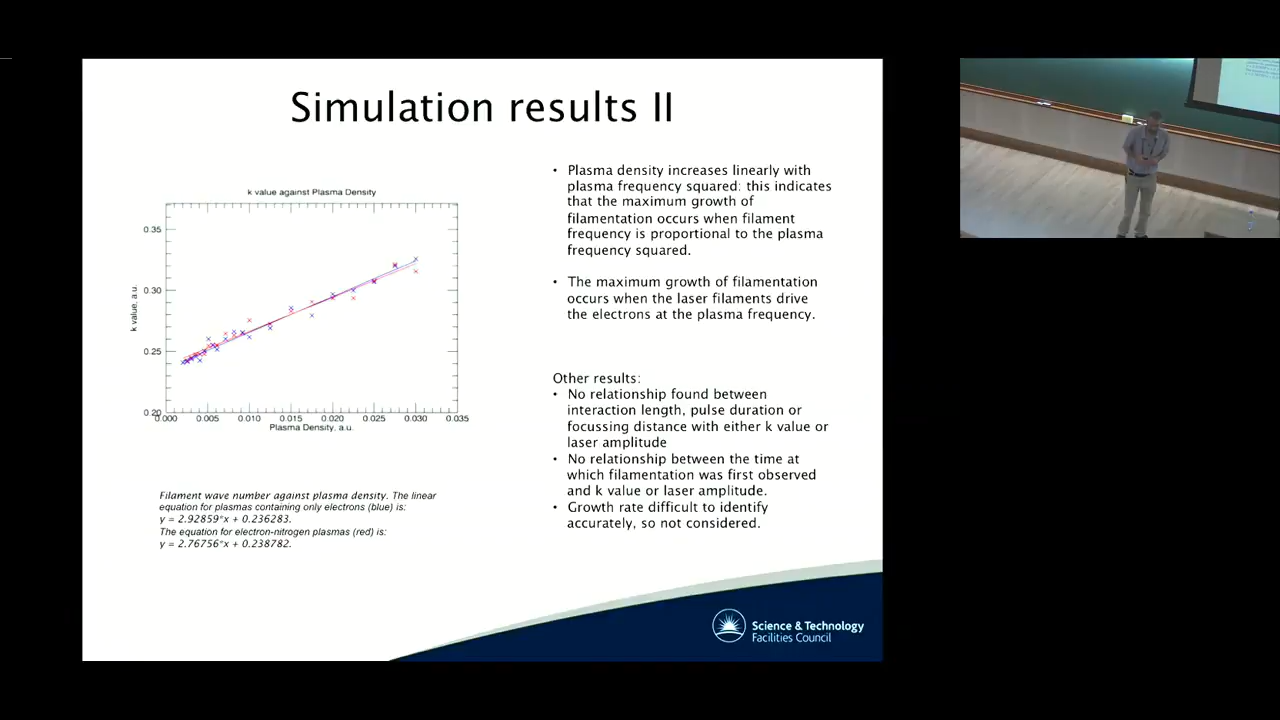 Simulation results II
k value against Plasma Density
0.35
0.30
0.25
0.20
k value, a.u.
0.000 0.005 0.010 0.015 0.020 0.025 0.030 0.035
Plasma Density, a.u.
Filament wave number against plasma density. The linear
equation for plasmas containing only electrons (blue) is:
y = 2.92859*x + 0.236283.
The equation for electron-nitrogen plasmas (red) is:
y = 2.76756*x + 0.238782.
• Plasma density increases linearly with
plasma frequency squared: this indicates
that the maximum growth of
filamentation occurs when filament
frequency is proportional to the plasma
frequency squared.
• The maximum growth of filamentation
occurs when the laser filaments drive
the electrons at the plasma frequency.
Other results:
• No relationship found between
interaction length, pulse duration or
focussing distance with either k value or
laser amplitude
• No relationship between the time at
which filamentation was first observed
and k value or laser amplitude.
• Growth rate difficult to identify
accurately, so not considered.
Science & Technology
Facilities Council